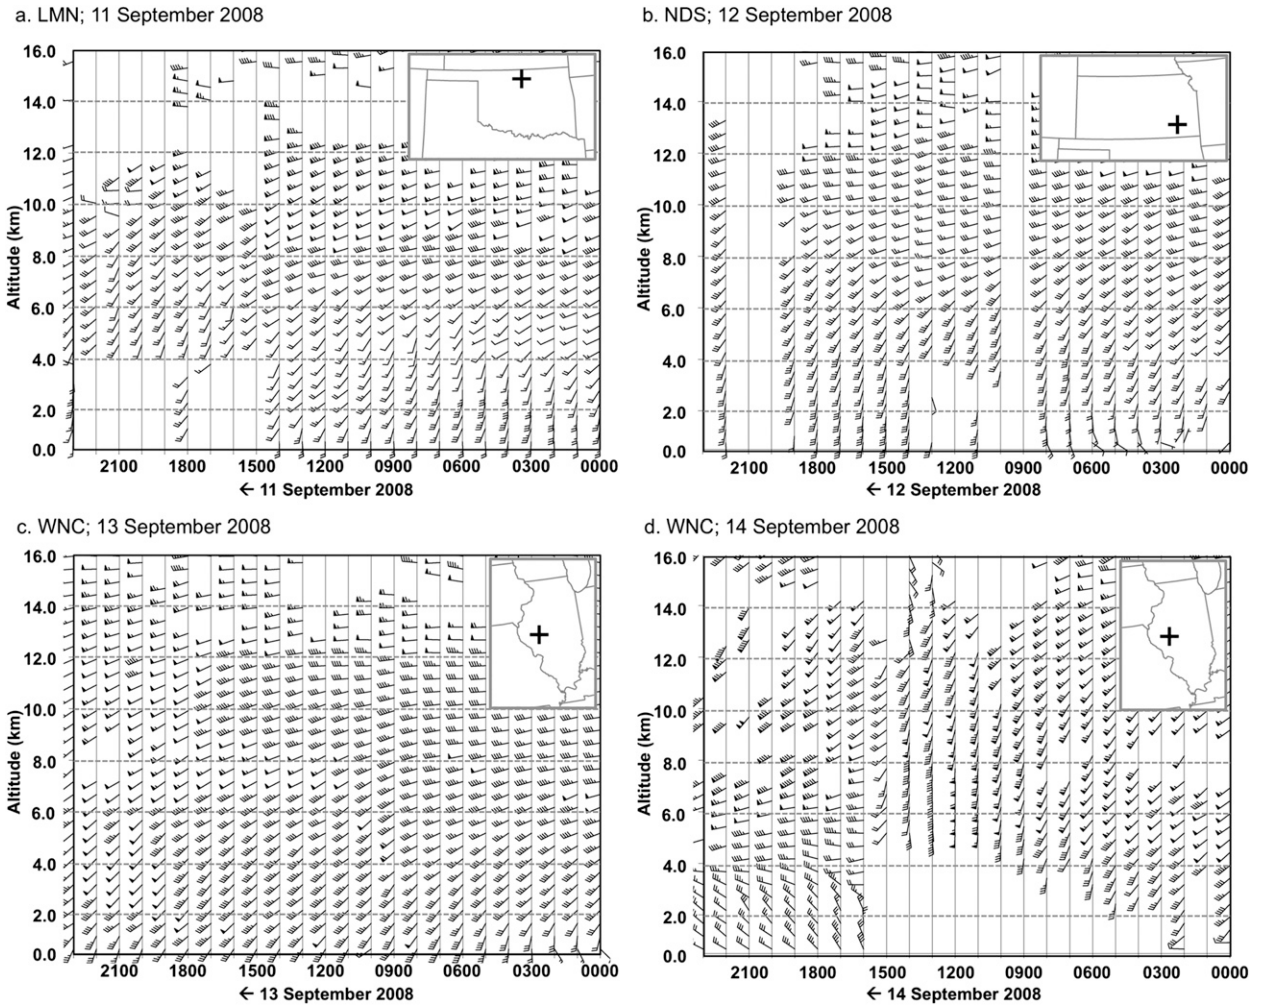 a. LMN; 11 September 2008
b. NDS; 12 September 2008
16.0
14.0
12.0
10.0
8.0
6.0
4.0
2.0
0.0
Altitude (km)
2100 1800 1500 1200 0900 0600 0300 0000
← 11 September 2008
16.0
14.0
12.0
10.0
8.0
6.0
4.0
2.0
0.0
Altitude (km)
2100 1800 1500 1200 0900 0600 0300 0000
← 12 September 2008
c. WNC; 13 September 2008
d. WNC; 14 September 2008
16.0
14.0
12.0
10.0
8.0
6.0
4.0
2.0
0.0
Altitude (km)
2100 1800 1500 1200 0900 0600 0300 0000
← 13 September 2008
16.0
14.0
12.0
10.0
8.0
6.0
4.0
2.0
0.0
Altitude (km)
2100 1800 1500 1200 0900 0600 0300 0000
← 14 September 2008